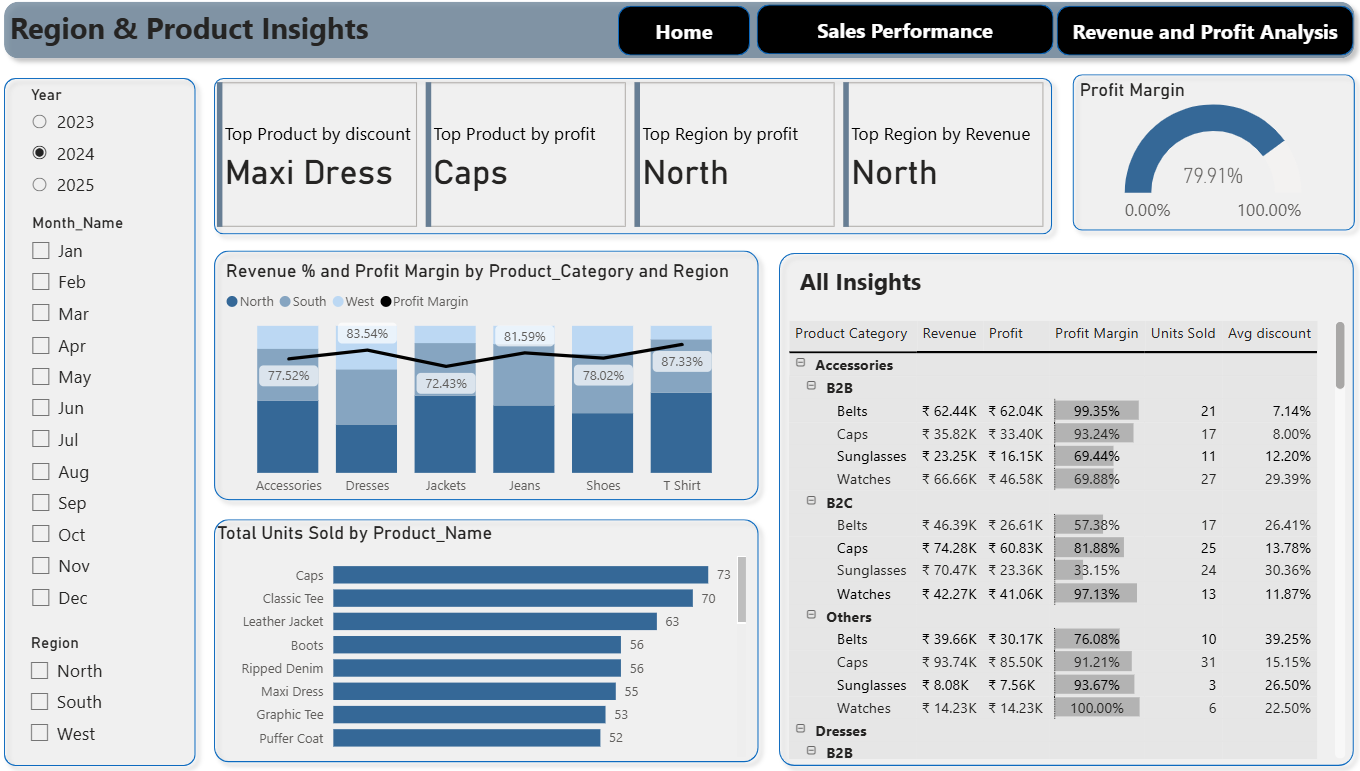 Region & Product Insights
Home
Sales Performance
Revenue and Profit Analysis
Year
2023
2024
2025
Month_Name
Jan
Feb
Mar
Apr
May
Jun
Jul
Aug
Sep
Oct
Nov
Dec
Region
North
South
West
Top Product by discount
Maxi Dress
Top Product by profit
Caps
Top Region by profit
North
Top Region by Revenue
North
Profit Margin
79.91%
0.00% 100.00%
Revenue % and Profit Margin by Product_Category and Region
North South West Profit Margin
77.52% 83.54% 72.43% 81.59% 78.02% 87.33%
Accessories Dresses Jackets Jeans Shoes T Shirt
Total Units Sold by Product_Name
Caps 73
Classic Tee 70
Leather Jacket 63
Boots 56
Ripped Denim 56
Maxi Dress 55
Graphic Tee 53
Puffer Coat 52
All Insights
Product Category Revenue Profit Profit Margin Units Sold Avg discount
Accessories
B2B
Belts ₹ 62.44K ₹ 62.04K 99.35% 21 7.14%
Caps ₹ 35.82K ₹ 33.40K 93.24% 17 8.00%
Sunglasses ₹ 23.25K ₹ 16.15K 69.44% 11 12.20%
Watches ₹ 66.66K ₹ 46.58K 69.88% 27 29.39%
B2C
Belts ₹ 46.39K ₹ 26.61K 57.38% 17 26.41%
Caps ₹ 74.28K ₹ 60.83K 81.88% 25 13.78%
Sunglasses ₹ 70.47K ₹ 23.36K 33.15% 24 30.36%
Watches ₹ 42.27K ₹ 41.06K 97.13% 13 11.87%
Others
Belts ₹ 39.66K ₹ 30.17K 76.08% 10 39.25%
Caps ₹ 93.74K ₹ 85.50K 91.21% 31 15.15%
Sunglasses ₹ 8.08K ₹ 7.56K 93.67% 3 26.50%
Watches ₹ 14.23K ₹ 14.23K 100.00% 6 22.50%
Dresses
B2B